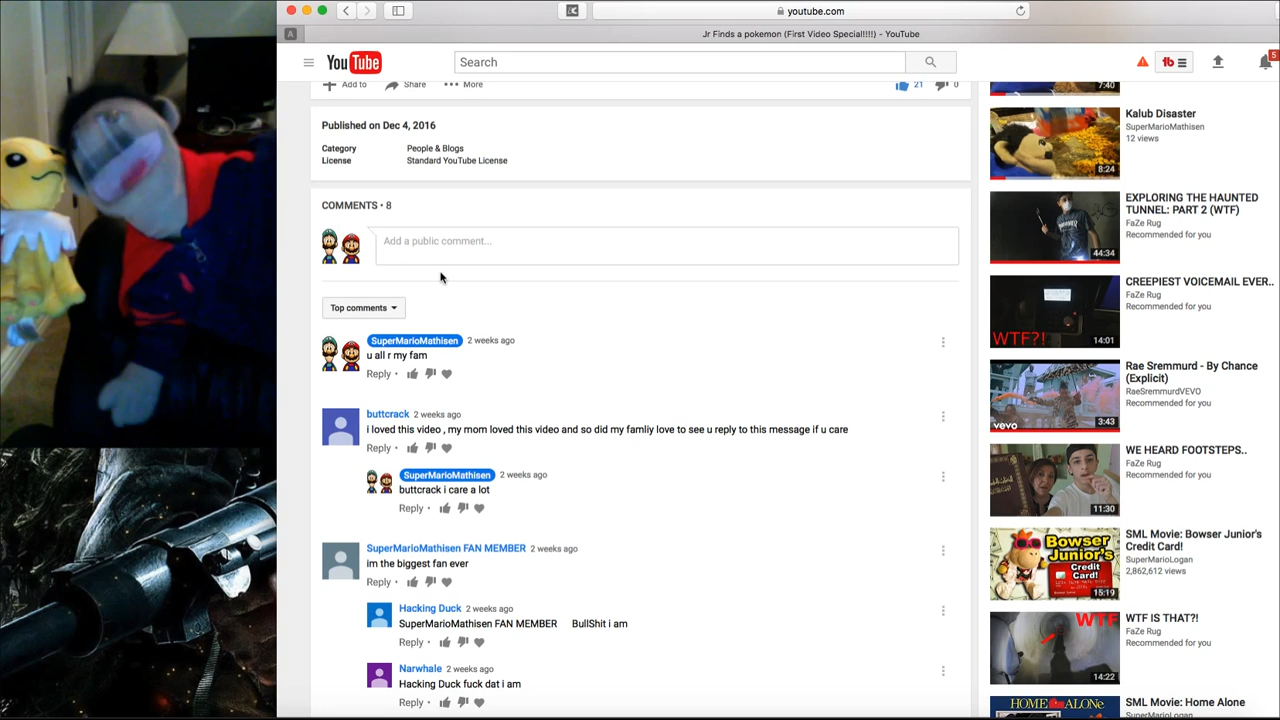 youtube.com
A
Jr Finds a pokemon (First Video Special!!!!) - YouTube
YouTube
Search
5
Add to
Share
More
21
0
Published on Dec 4, 2016
Category
People & Blogs
License
Standard YouTube License
COMMENTS • 8
Add a public comment...
Top comments
SuperMarioMathisen 2 weeks ago
u all r my fam
Reply •
buttcrack 2 weeks ago
i loved this video , my mom loved this video and so did my famliy love to see u reply to this message if u care
Reply •
SuperMarioMathisen 2 weeks ago
buttcrack i care a lot
Reply •
SuperMarioMathisen FAN MEMBER 2 weeks ago
im the biggest fan ever
Reply •
Hacking Duck 2 weeks ago
SuperMarioMathisen FAN MEMBER BullShit i am
Reply •
Narwhale 2 weeks ago
Hacking Duck fuck dat i am
Reply •
7:40
Kalub Disaster
SuperMarioMathisen
12 views
8:24
EXPLORING THE HAUNTED
TUNNEL: PART 2 (WTF)
FaZe Rug
Recommended for you
44:34
CREEPIEST VOICEMAIL EVER..
FaZe Rug
Recommended for you
WTF?!
14:01
Rae Sremmurd - By Chance
(Explicit)
RaeSremmurdVEVO
Recommended for you
vevo
3:43
WE HEARD FOOTSTEPS..
FaZe Rug
Recommended for you
11:30
SML Movie: Bowser Junior's
Credit Card!
SuperMarioLogan
2,862,612 views
Bowser
Junior's
Credit
Card!
15:19
WTF IS THAT?!
FaZe Rug
Recommended for you
WTF
14:22
SML Movie: Home Alone
SuperMarioLogan
HOME ALONe